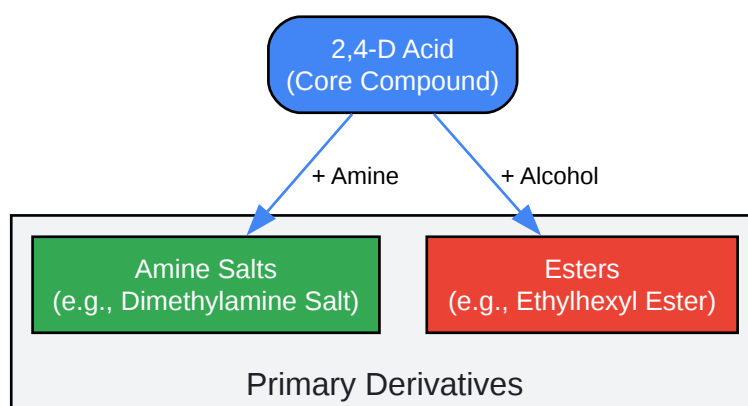 2,4-D Acid
(Core Compound)
+ Amine
+ Alcohol
Amine Salts
(e.g., Dimethylamine Salt)
Esters
(e.g., Ethylhexyl Ester)
Primary Derivatives